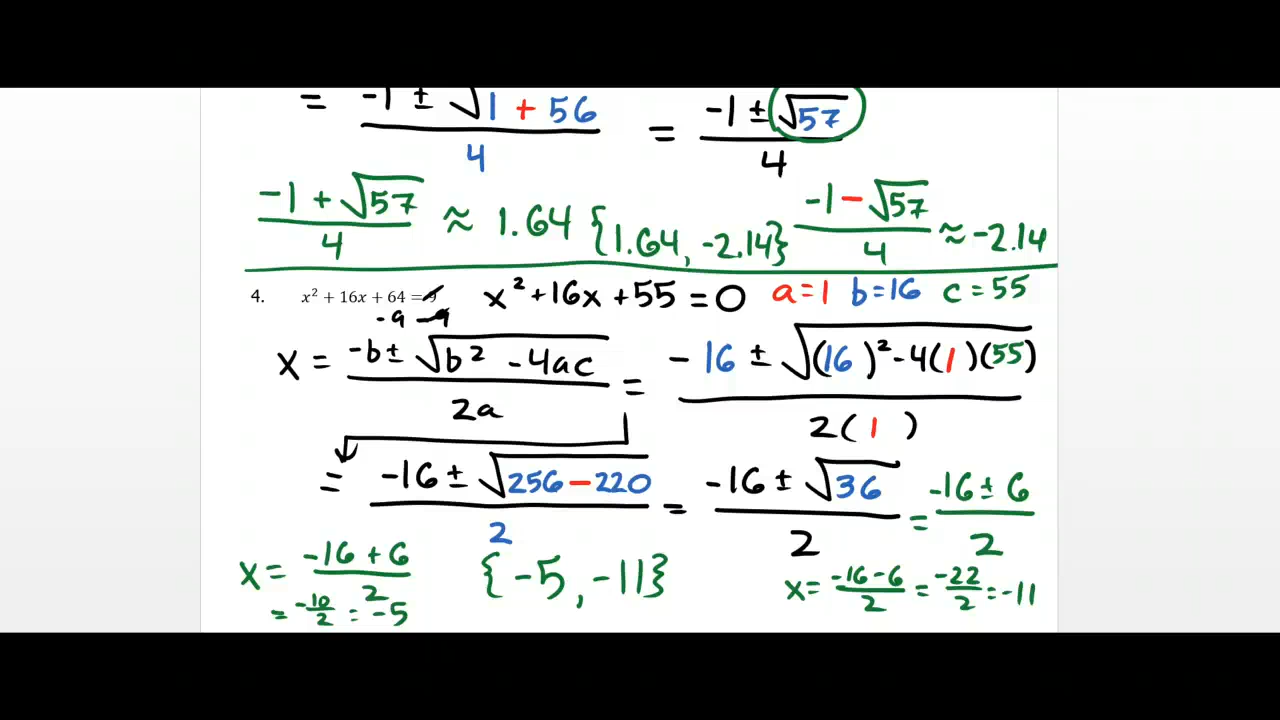 = (-1 ± √(1 + 56))/4 = (-1 ± √57)/4
(-1 + √57)/4 ≈ 1.64 {1.64, -2.14} (-1 - √57)/4 ≈ -2.14
4. x² + 16x + 64 = 9 x² + 16x + 55 = 0 a = 1 b = 16 c = 55
-9 -9
x = (-b ± √(b² - 4ac))/2a = (-16 ± √((16)² - 4(1)(55)))/2(1)
= (-16 ± √(256 - 220))/2 = (-16 ± √36)/2 = (-16 ± 6)/2
x = (-16 + 6)/2 {-5, -11} x = (-16 - 6)/2 = -22/2 = -11
= -10/2 = -5